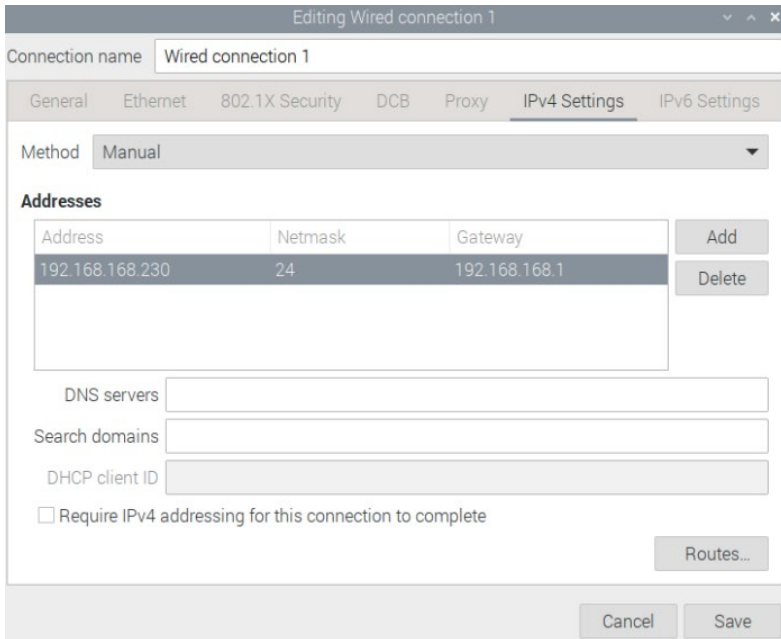 Editing Wired connection 1
Connection name Wired connection 1
General Ethernet 802.1X Security DCB Proxy IPv4 Settings IPv6 Settings
Method Manual
Addresses
Address Netmask Gateway Add
192.168.168.230 24 192.168.168.1 Delete
DNS servers
Search domains
DHCP client ID
Require IPv4 addressing for this connection to complete
Routes...
Cancel Save